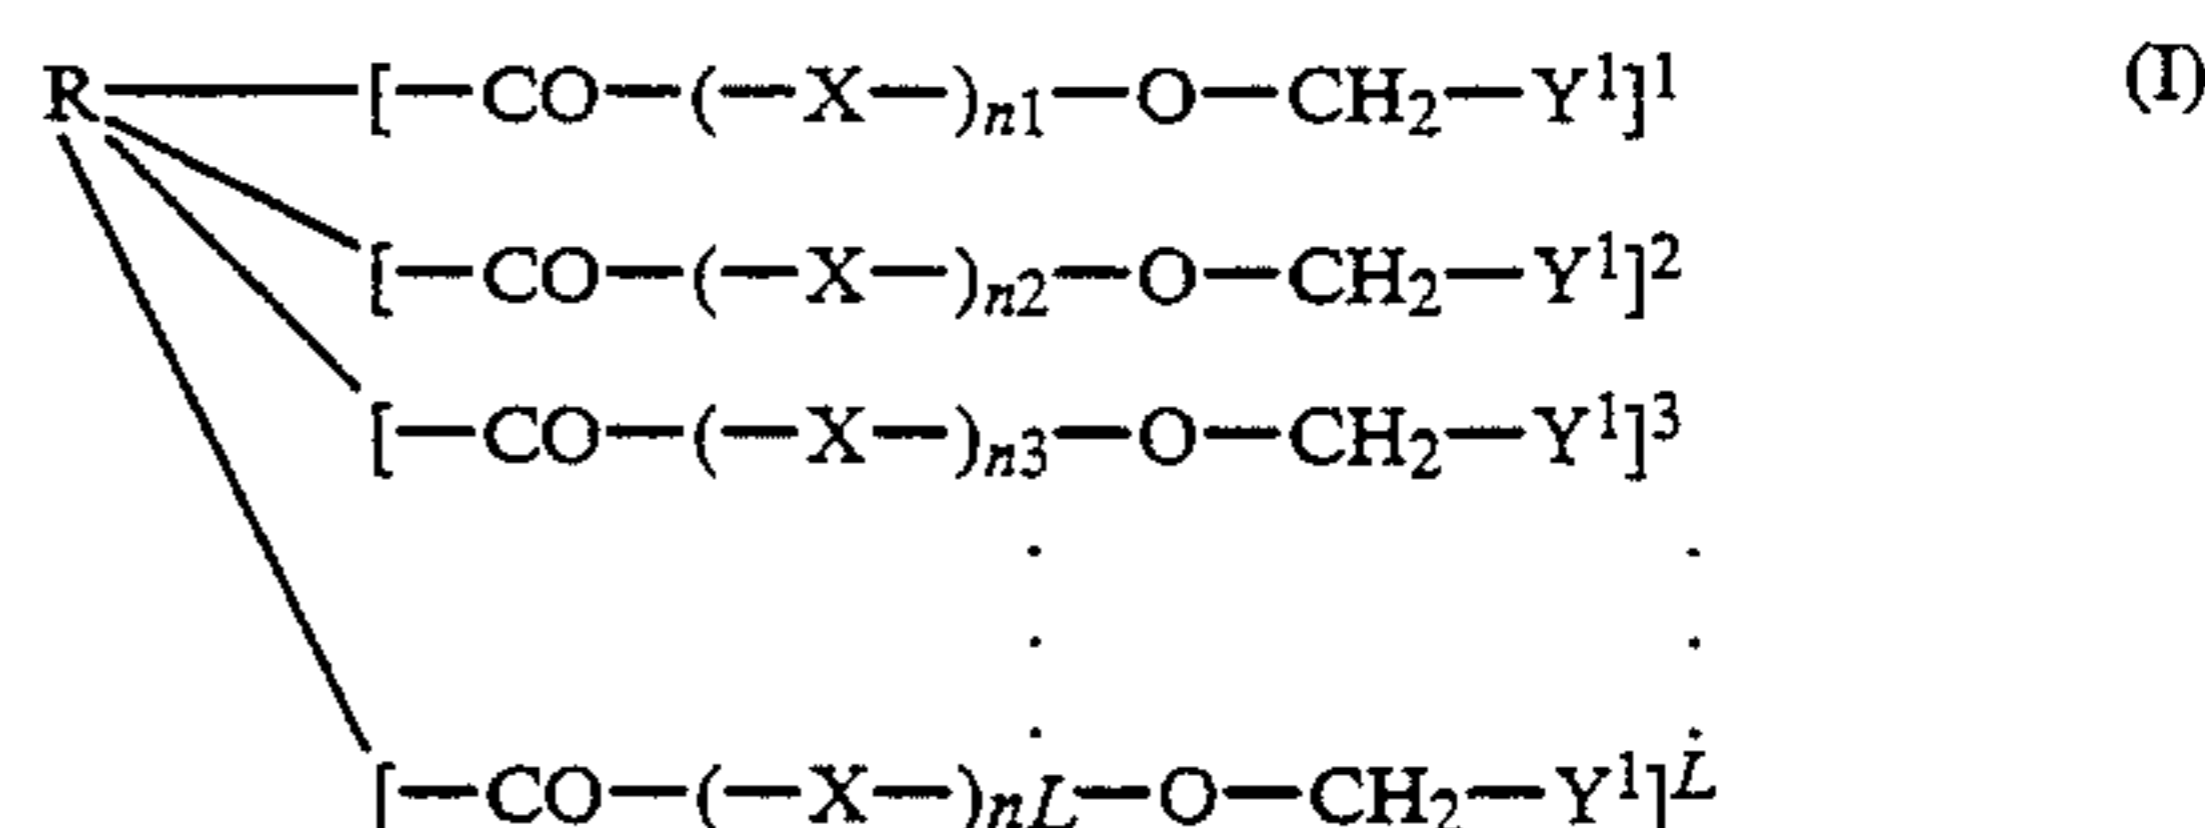 R—[—CO—(—X—)n1—O—CH2—Y1]1 (I)
[—CO—(—X—)n2—O—CH2—Y1]2
[—CO—(—X—)n3—O—CH2—Y1]3
. .
. .
. .
[—CO—(—X—)nL—O—CH2—Y1]L